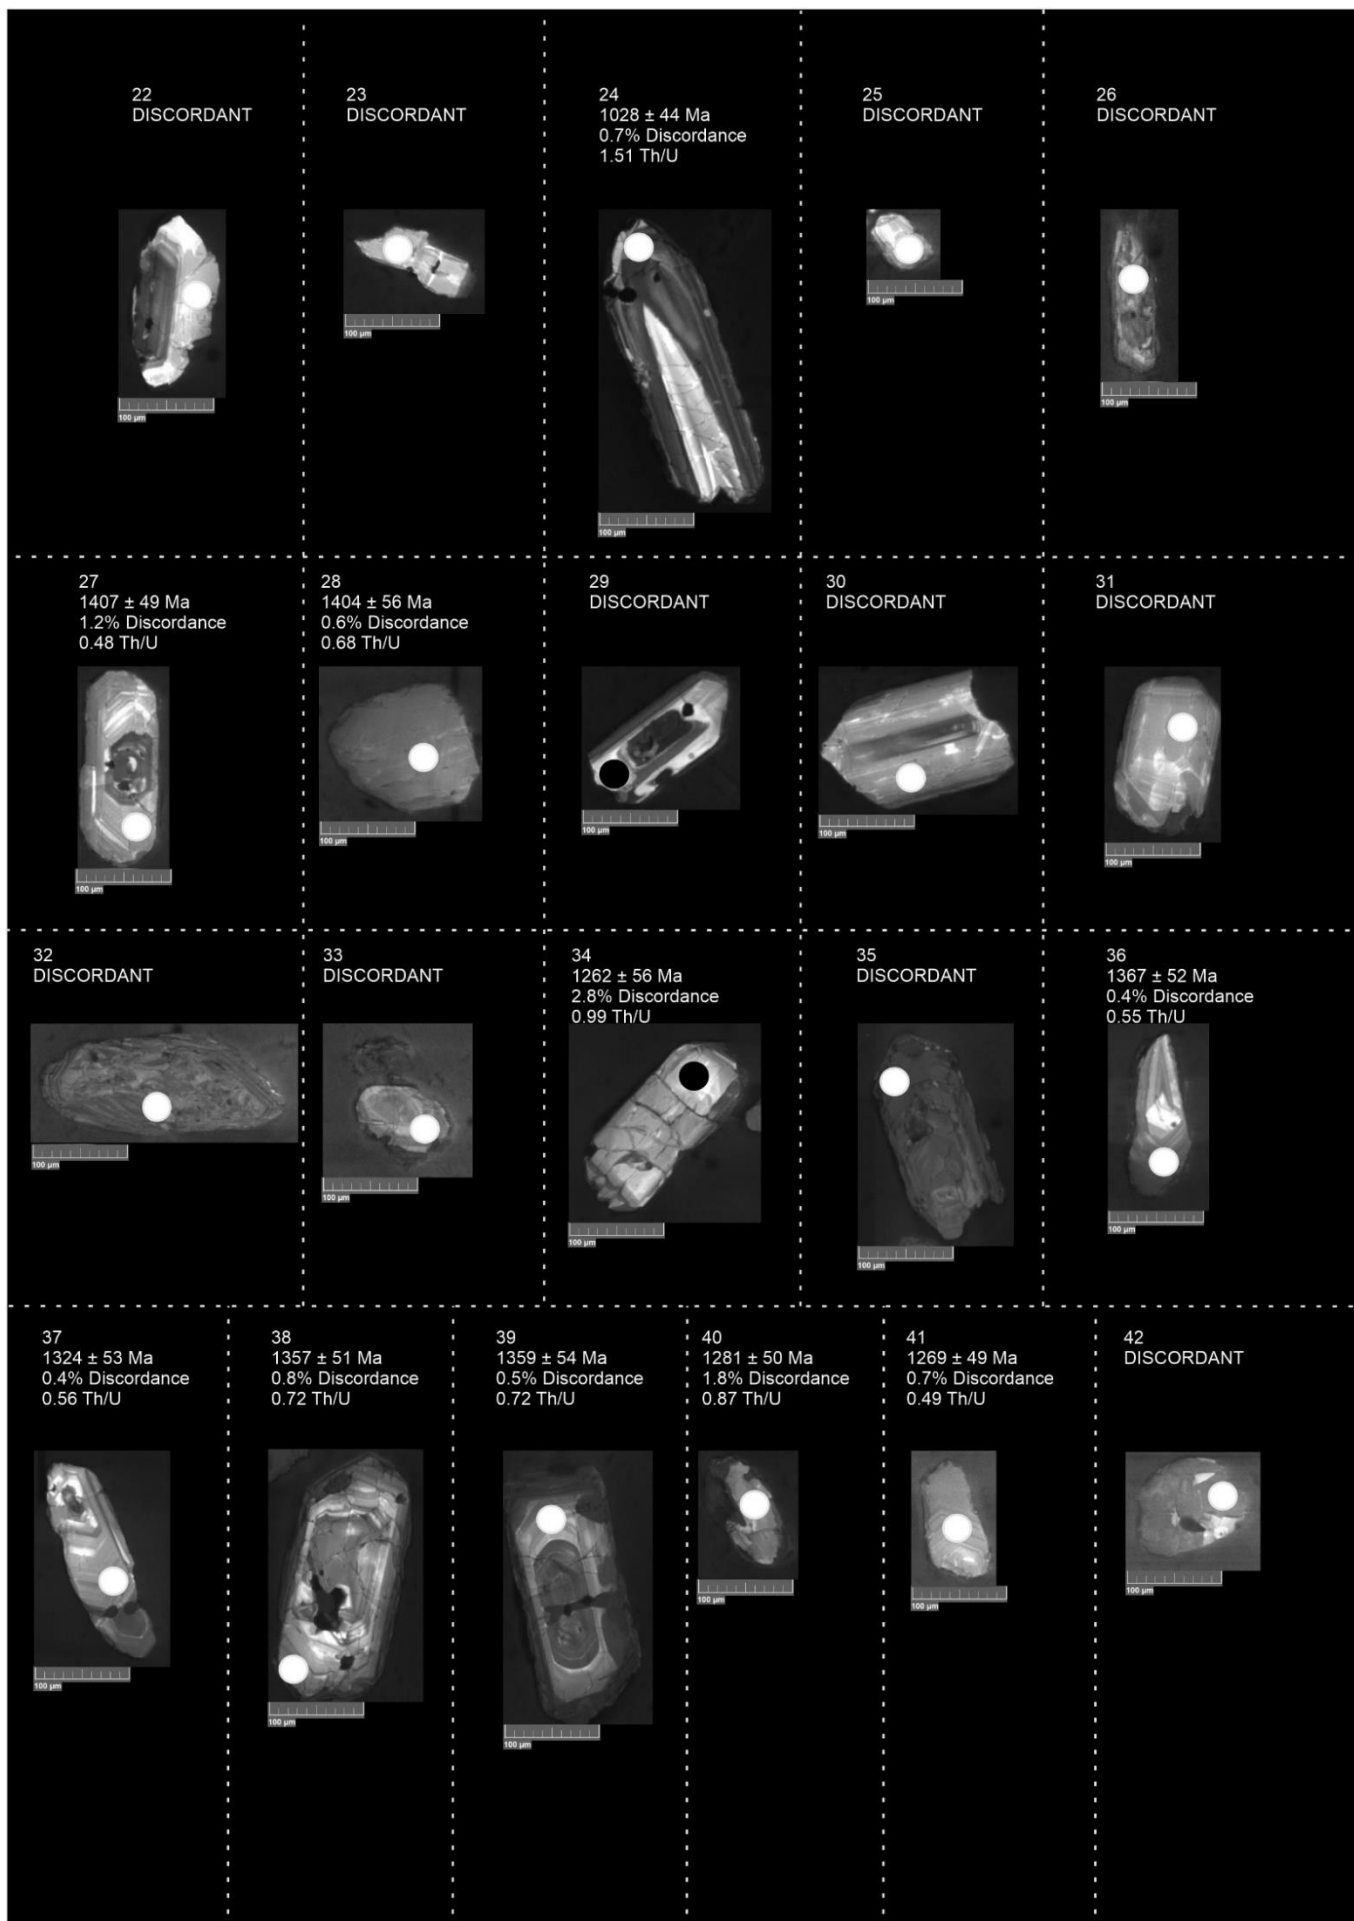 22
DISCORDANT
23
DISCORDANT
24
1028 ± 44 Ma
0.7% Discordance
1.51 Th/U
25
DISCORDANT
26
DISCORDANT
100 µm
100 µm
100 µm
100 µm
100 µm
27
1407 ± 49 Ma
1.2% Discordance
0.48 Th/U
28
1404 ± 56 Ma
0.6% Discordance
0.68 Th/U
29
DISCORDANT
30
DISCORDANT
31
DISCORDANT
100 µm
100 µm
100 µm
100 µm
100 µm
32
DISCORDANT
33
DISCORDANT
34
1262 ± 56 Ma
2.8% Discordance
0.99 Th/U
35
DISCORDANT
36
1367 ± 52 Ma
0.4% Discordance
0.55 Th/U
100 µm
100 µm
100 µm
100 µm
100 µm
37
1324 ± 53 Ma
0.4% Discordance
0.56 Th/U
38
1357 ± 51 Ma
0.8% Discordance
0.72 Th/U
39
1359 ± 54 Ma
0.5% Discordance
0.72 Th/U
40
1281 ± 50 Ma
1.8% Discordance
0.87 Th/U
41
1269 ± 49 Ma
0.7% Discordance
0.49 Th/U
42
DISCORDANT
100 µm
100 µm
100 µm
100 µm
100 µm
100 µm